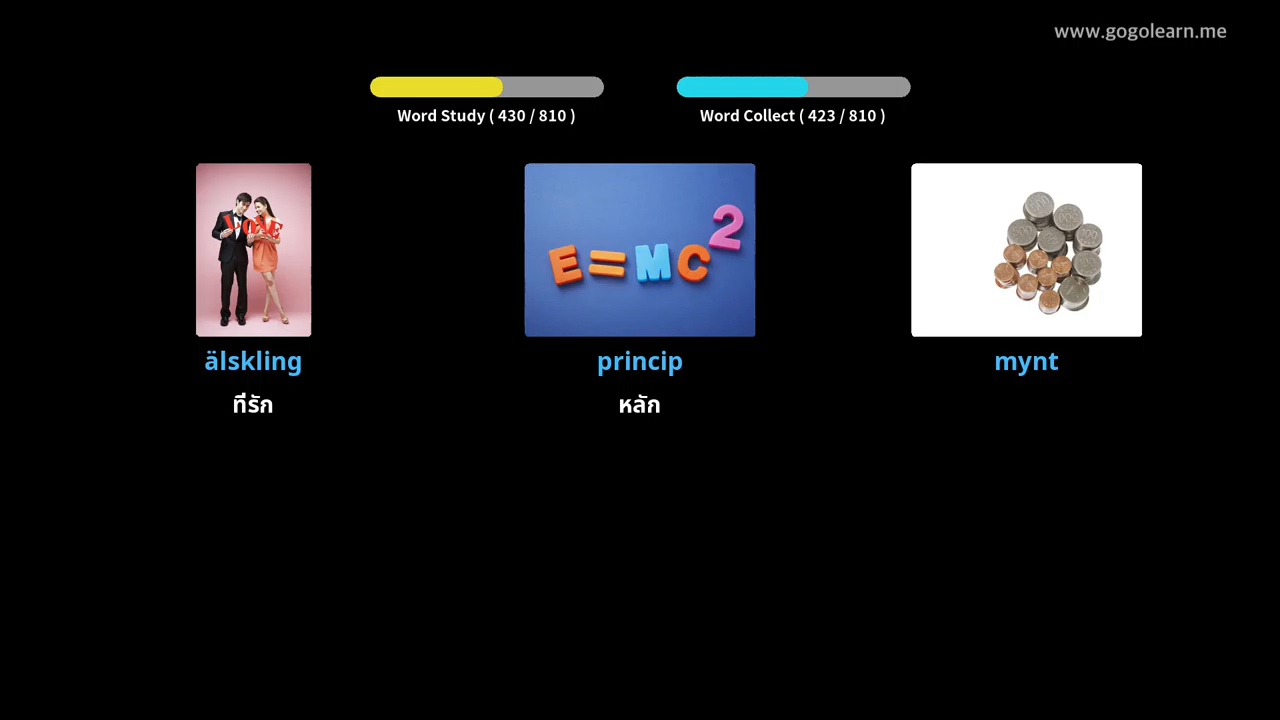 www.gogolearn.me
Word Study ( 430 / 810 )
Word Collect ( 423 / 810 )
E=MC2
älskling
princip
mynt
ที่รัก
หลัก